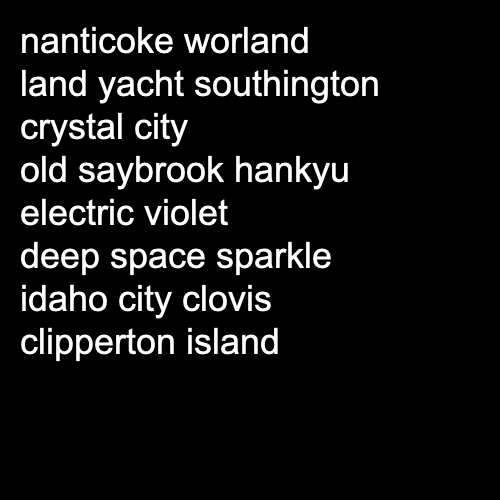 nanticoke worland
land yacht southington
crystal city
old saybrook hankyu
electric violet
deep space sparkle
idaho city clovis
clipperton island